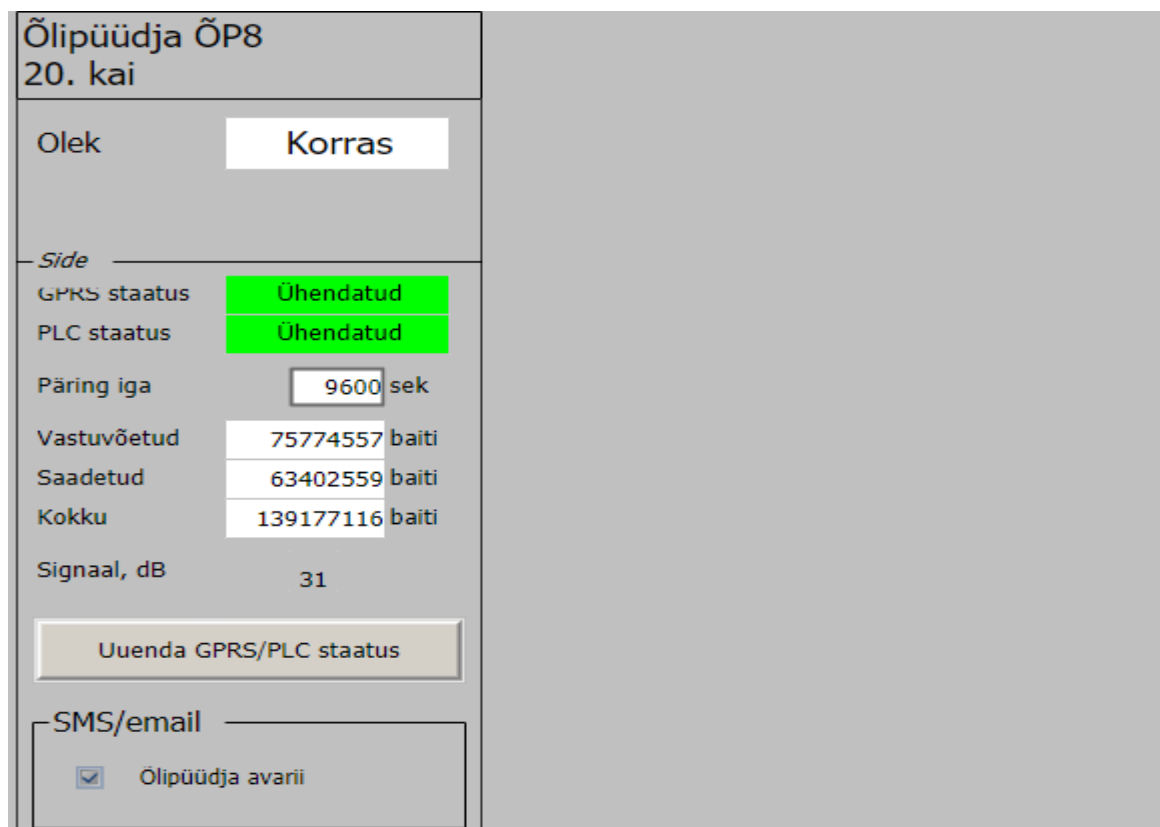 Õlipüüdja ÕP8
20. kai
Olek Korras
Side
GPRS staatus Ühendatud
PLC staatus Ühendatud
Päring iga 9600 sek
Vastuvõetud 75774557 baiti
Saadetud 63402559 baiti
Kokku 139177116 baiti
Signaal, dB 31
Uuenda GPRS/PLC staatus
SMS/email
Õlipüüdja avarii